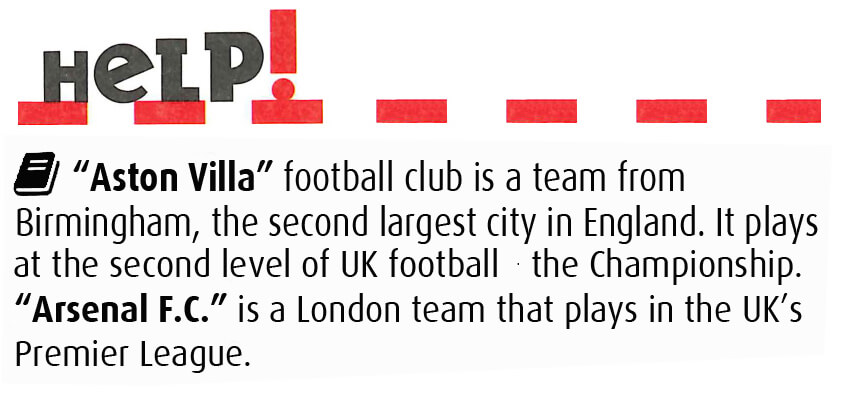 HeLP!
“Aston Villa” football club is a team from
Birmingham, the second largest city in England. It plays
at the second level of UK football - the Championship.
“Arsenal F.C.” is a London team that plays in the UK’s
Premier League.